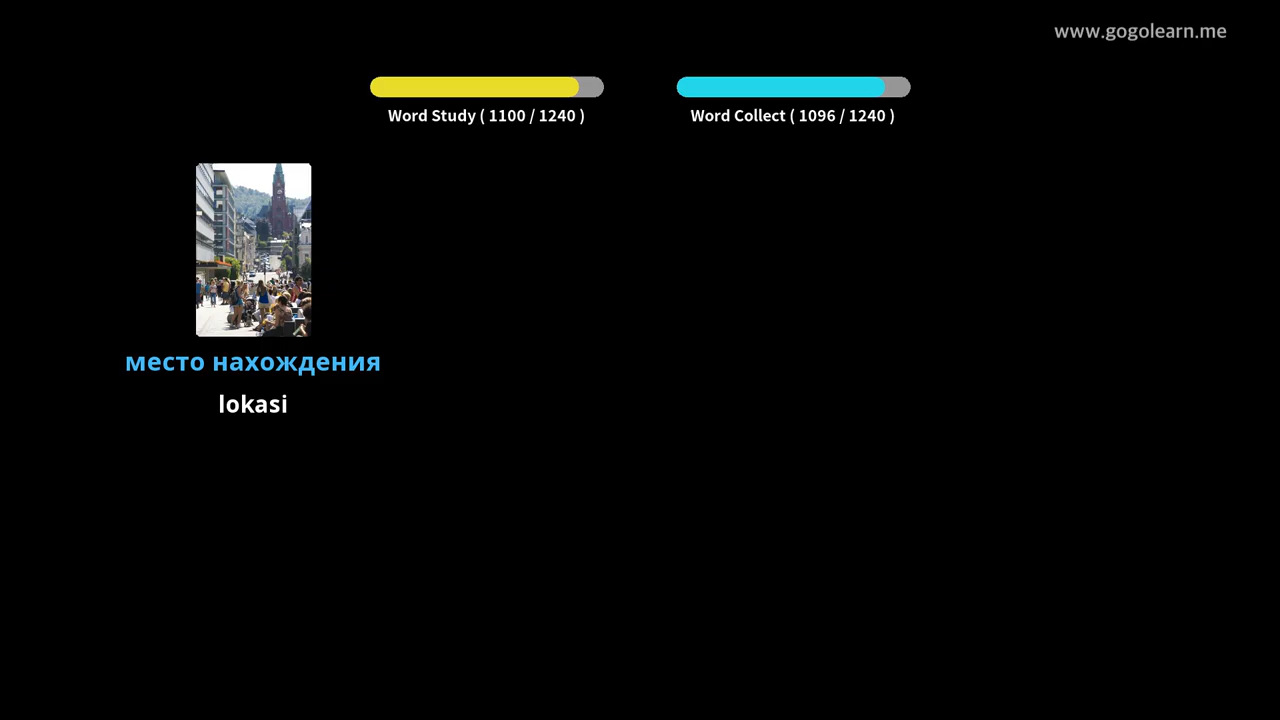 www.gogolearn.me
Word Study ( 1100 / 1240 )
Word Collect ( 1096 / 1240 )
место нахождения
lokasi